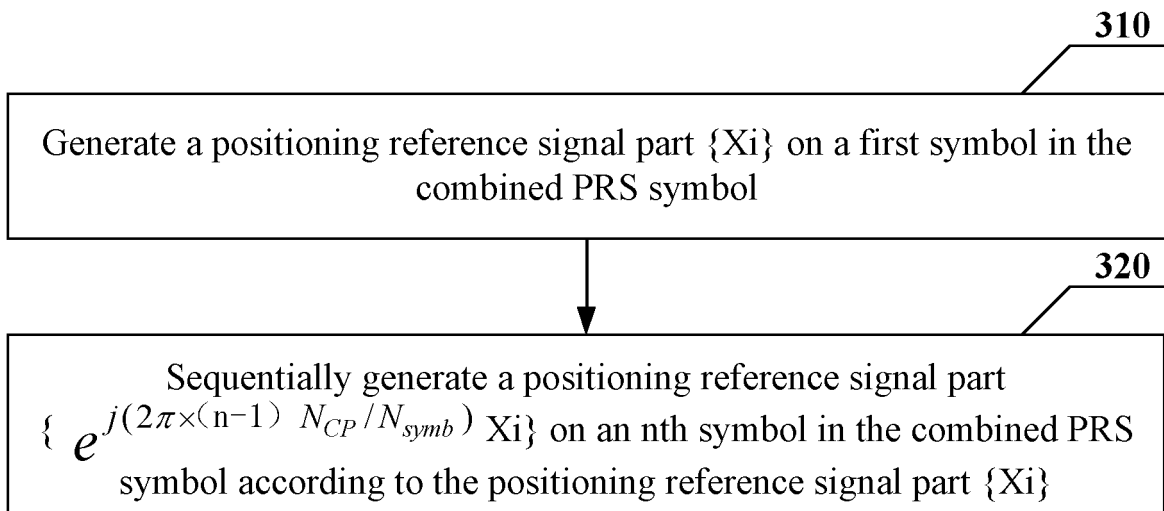 310
Generate a positioning reference signal part {Xi} on a first symbol in the
combined PRS symbol
320
Sequentially generate a positioning reference signal part
{ e^{j(2π×(n-1) N_{CP}/N_{symb})} Xi} on an nth symbol in the combined PRS
symbol according to the positioning reference signal part {Xi}